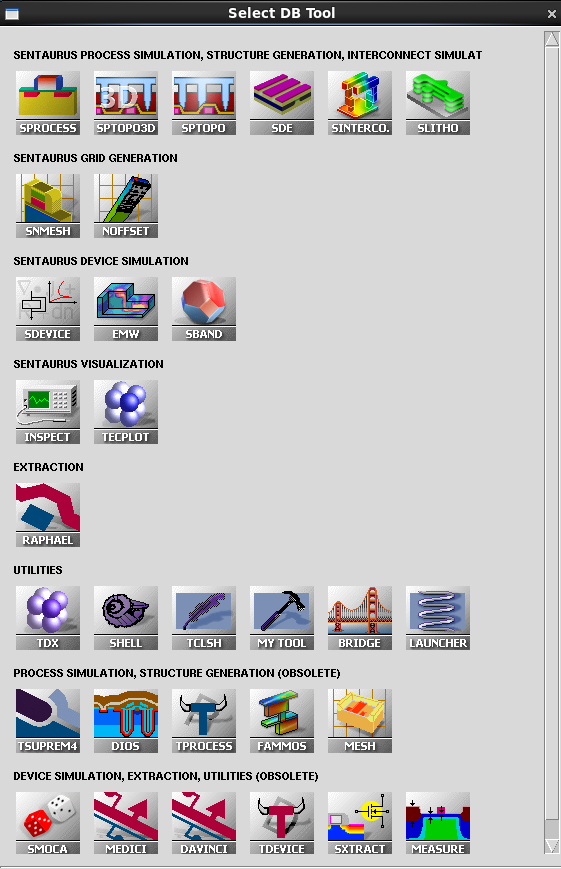 Select DB Tool
SENTAURUS PROCESS SIMULATION, STRUCTURE GENERATION, INTERCONNECT SIMULAT
3D
SPROCESS SPTOPO3D SPTOPO SDE SINTERCO. SLITHO
SENTAURUS GRID GENERATION
SNMESH NOFFSET
SENTAURUS DEVICE SIMULATION
SDEVICE EMW SBAND
SENTAURUS VISUALIZATION
INSPECT TECPLOT
EXTRACTION
RAPHAEL
UTILITIES
TDX SHELL TCLSH MY TOOL BRIDGE LAUNCHER
PROCESS SIMULATION, STRUCTURE GENERATION (OBSOLETE)
TSUPREM4 DIOS TPROCESS FAMMOS MESH
DEVICE SIMULATION, EXTRACTION, UTILITIES (OBSOLETE)
SMOCA MEDICI DAVINCI TDEVICE SXTRACT MEASURE